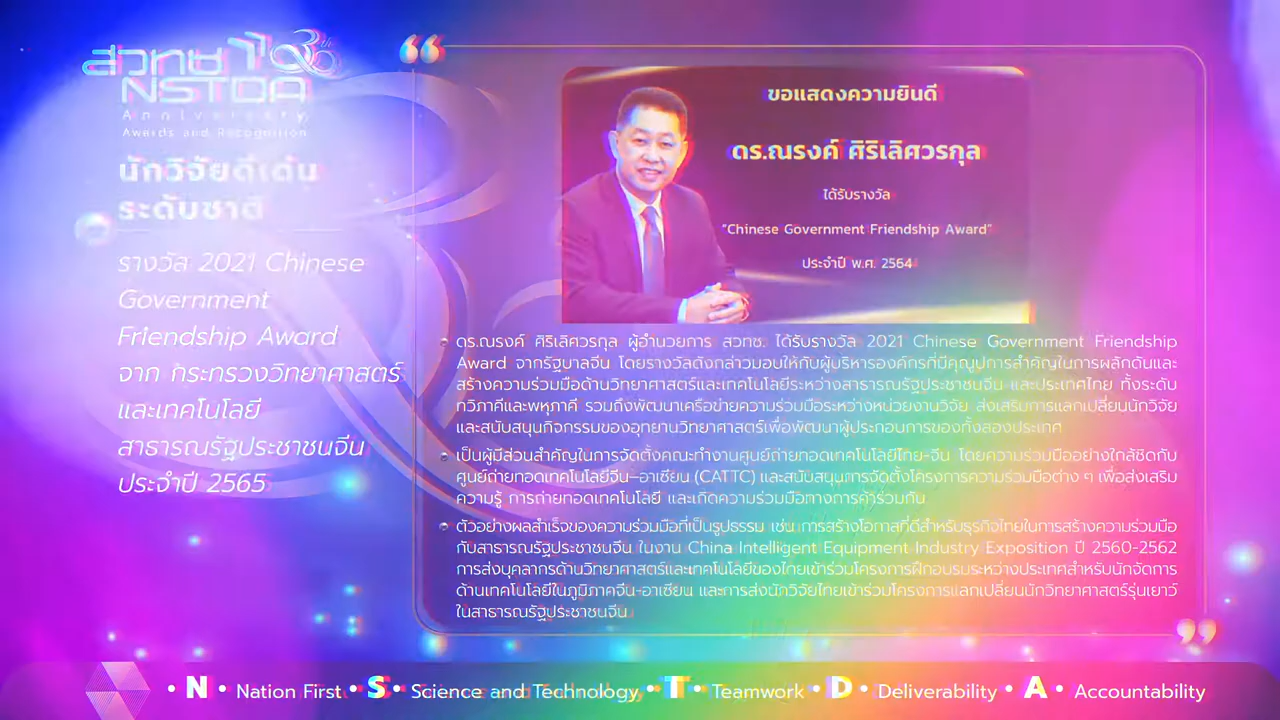 สวทช
NSTDA
30th
Anniversary
Awards and Recognition
นักวิจัยดีเด่น
ระดับชาติ
รางวัล 2021 Chinese
Government
Friendship Award
จาก กระทรวงวิทยาศาสตร์
และเทคโนโลยี
สาธารณรัฐประชาชนจีน
ประจำปี 2565
ขอแสดงความยินดี
ดร.ณรงค์ ศิริเลิศวรกุล
ได้รับรางวัล
“Chinese Government Friendship Award”
ประจำปี พ.ศ. 2564
ดร.ณรงค์ ศิริเลิศวรกุล ผู้อำนวยการ สวทช. ได้รับรางวัล 2021 Chinese Government Friendship
Award จากรัฐบาลจีน โดยรางวัลดังกล่าวมอบให้กับผู้บริหารองค์กรที่มีคุณูปการสำคัญในการผลักดันและ
สร้างความร่วมมือด้านวิทยาศาสตร์และเทคโนโลยีระหว่างสาธารณรัฐประชาชนจีน และประเทศไทย ทั้งระดับ
ทวิภาคีและพหุภาคี รวมถึงพัฒนาเครือข่ายความร่วมมือระหว่างหน่วยงานวิจัย ส่งเสริมการแลกเปลี่ยนนักวิจัย
และสนับสนุนกิจกรรมของอุทยานวิทยาศาสตร์เพื่อพัฒนาผู้ประกอบการของทั้งสองประเทศ
เป็นผู้มีส่วนสำคัญในการจัดตั้งคณะทำงานศูนย์ถ่ายทอดเทคโนโลยีไทย-จีน โดยความร่วมมืออย่างใกล้ชิดกับ
ศูนย์ถ่ายทอดเทคโนโลยีจีน–อาเซียน (CATTC) และสนับสนุนการจัดตั้งโครงการความร่วมมือต่าง ๆ เพื่อส่งเสริม
ความรู้ การถ่ายทอดเทคโนโลยี และเกิดความร่วมมือทางการค้าร่วมกัน
ตัวอย่างผลสำเร็จของความร่วมมือที่เป็นรูปธรรม เช่น การสร้างโอกาสที่ดีสำหรับธุรกิจไทยในการสร้างความร่วมมือ
กับสาธารณรัฐประชาชนจีน ในงาน China Intelligent Equipment Industry Exposition ปี 2560-2562
การส่งบุคลากรด้านวิทยาศาสตร์และเทคโนโลยีของไทยเข้าร่วมโครงการฝึกอบรมระหว่างประเทศสำหรับนักจัดการ
ด้านเทคโนโลยีในภูมิภาคจีน-อาเซียน และการส่งนักวิจัยไทยเข้าร่วมโครงการแลกเปลี่ยนนักวิทยาศาสตร์รุ่นเยาว์
ในสาธารณรัฐประชาชนจีน
• N • Nation First • S • Science and Technology • T • Teamwork • D • Deliverability • A • Accountability